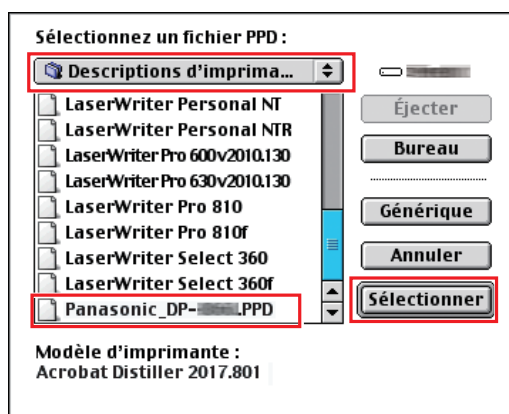 Sélectionnez un fichier PPD :
Descriptions d'imprima...
LaserWriter Personal NT
LaserWriter Personal NTR
LaserWriter Pro 600v2010.130
LaserWriter Pro 630v2010.130
LaserWriter Pro 810
LaserWriter Pro 810f
LaserWriter Select 360
LaserWriter Select 360f
Panasonic_DP- .PPD
Éjecter
Bureau
Générique
Annuler
Sélectionner
Modèle d'imprimante :
Acrobat Distiller 2017.801